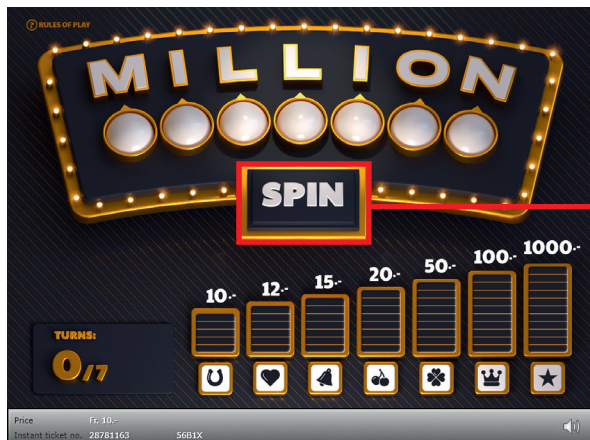 ? RULES OF PLAY
MILLION
SPIN
10.- 12.- 15.- 20.- 50.- 100.- 1000.-
TURNS:
0/7
Price Fr. 10.-
Instant ticket no. 28781163 56B1X